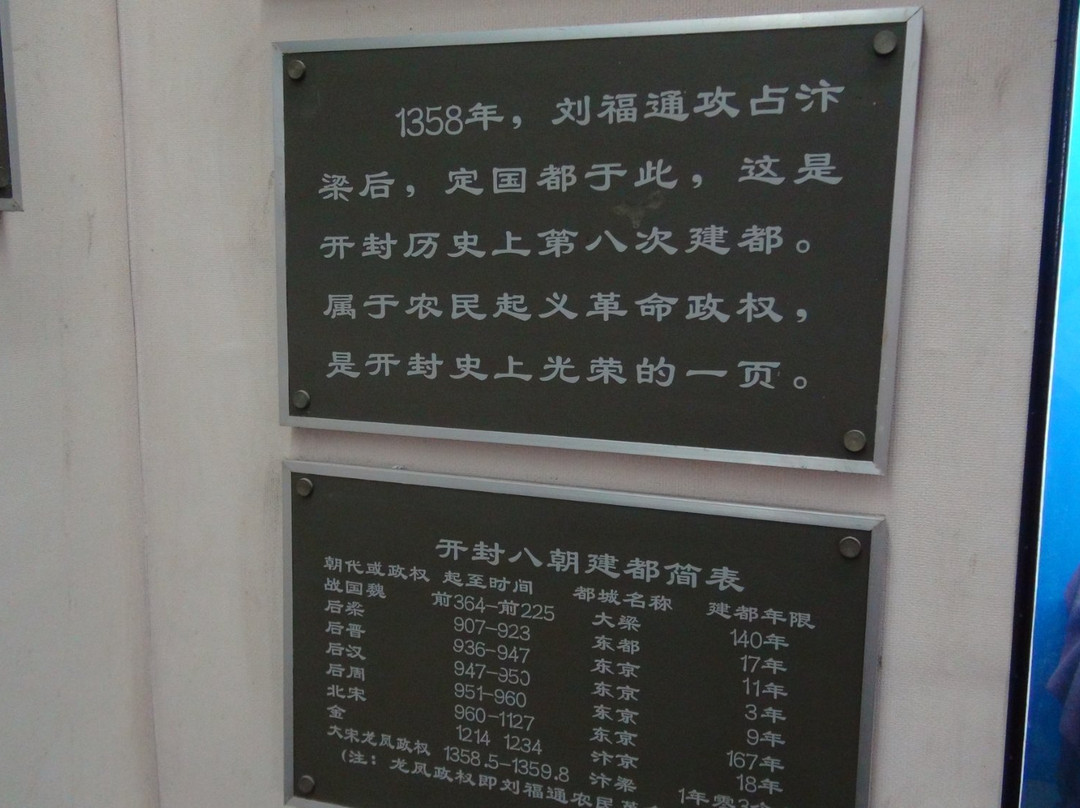 1358年，刘福通攻占汴
梁后，定国都于此，这是
开封历史上第八次建都。
属于农民起义革命政权，
是开封史上光荣的一页。
开封八朝建都简表
朝代或政权 起至时间 都城名称 建都年限
战国魏 前364-前225 大梁 140年
后梁 907-923 东都 17年
后晋 936-947 东京 11年
后汉 947-950 东京 3年
后周 951-960 东京 9年
北宋 960-1127 东京 167年
金 1214 1234 汴京 18年
大宋龙凤政权 1358.5-1359.8 汴梁 1年零3
(注：龙凤政权即刘福通农民